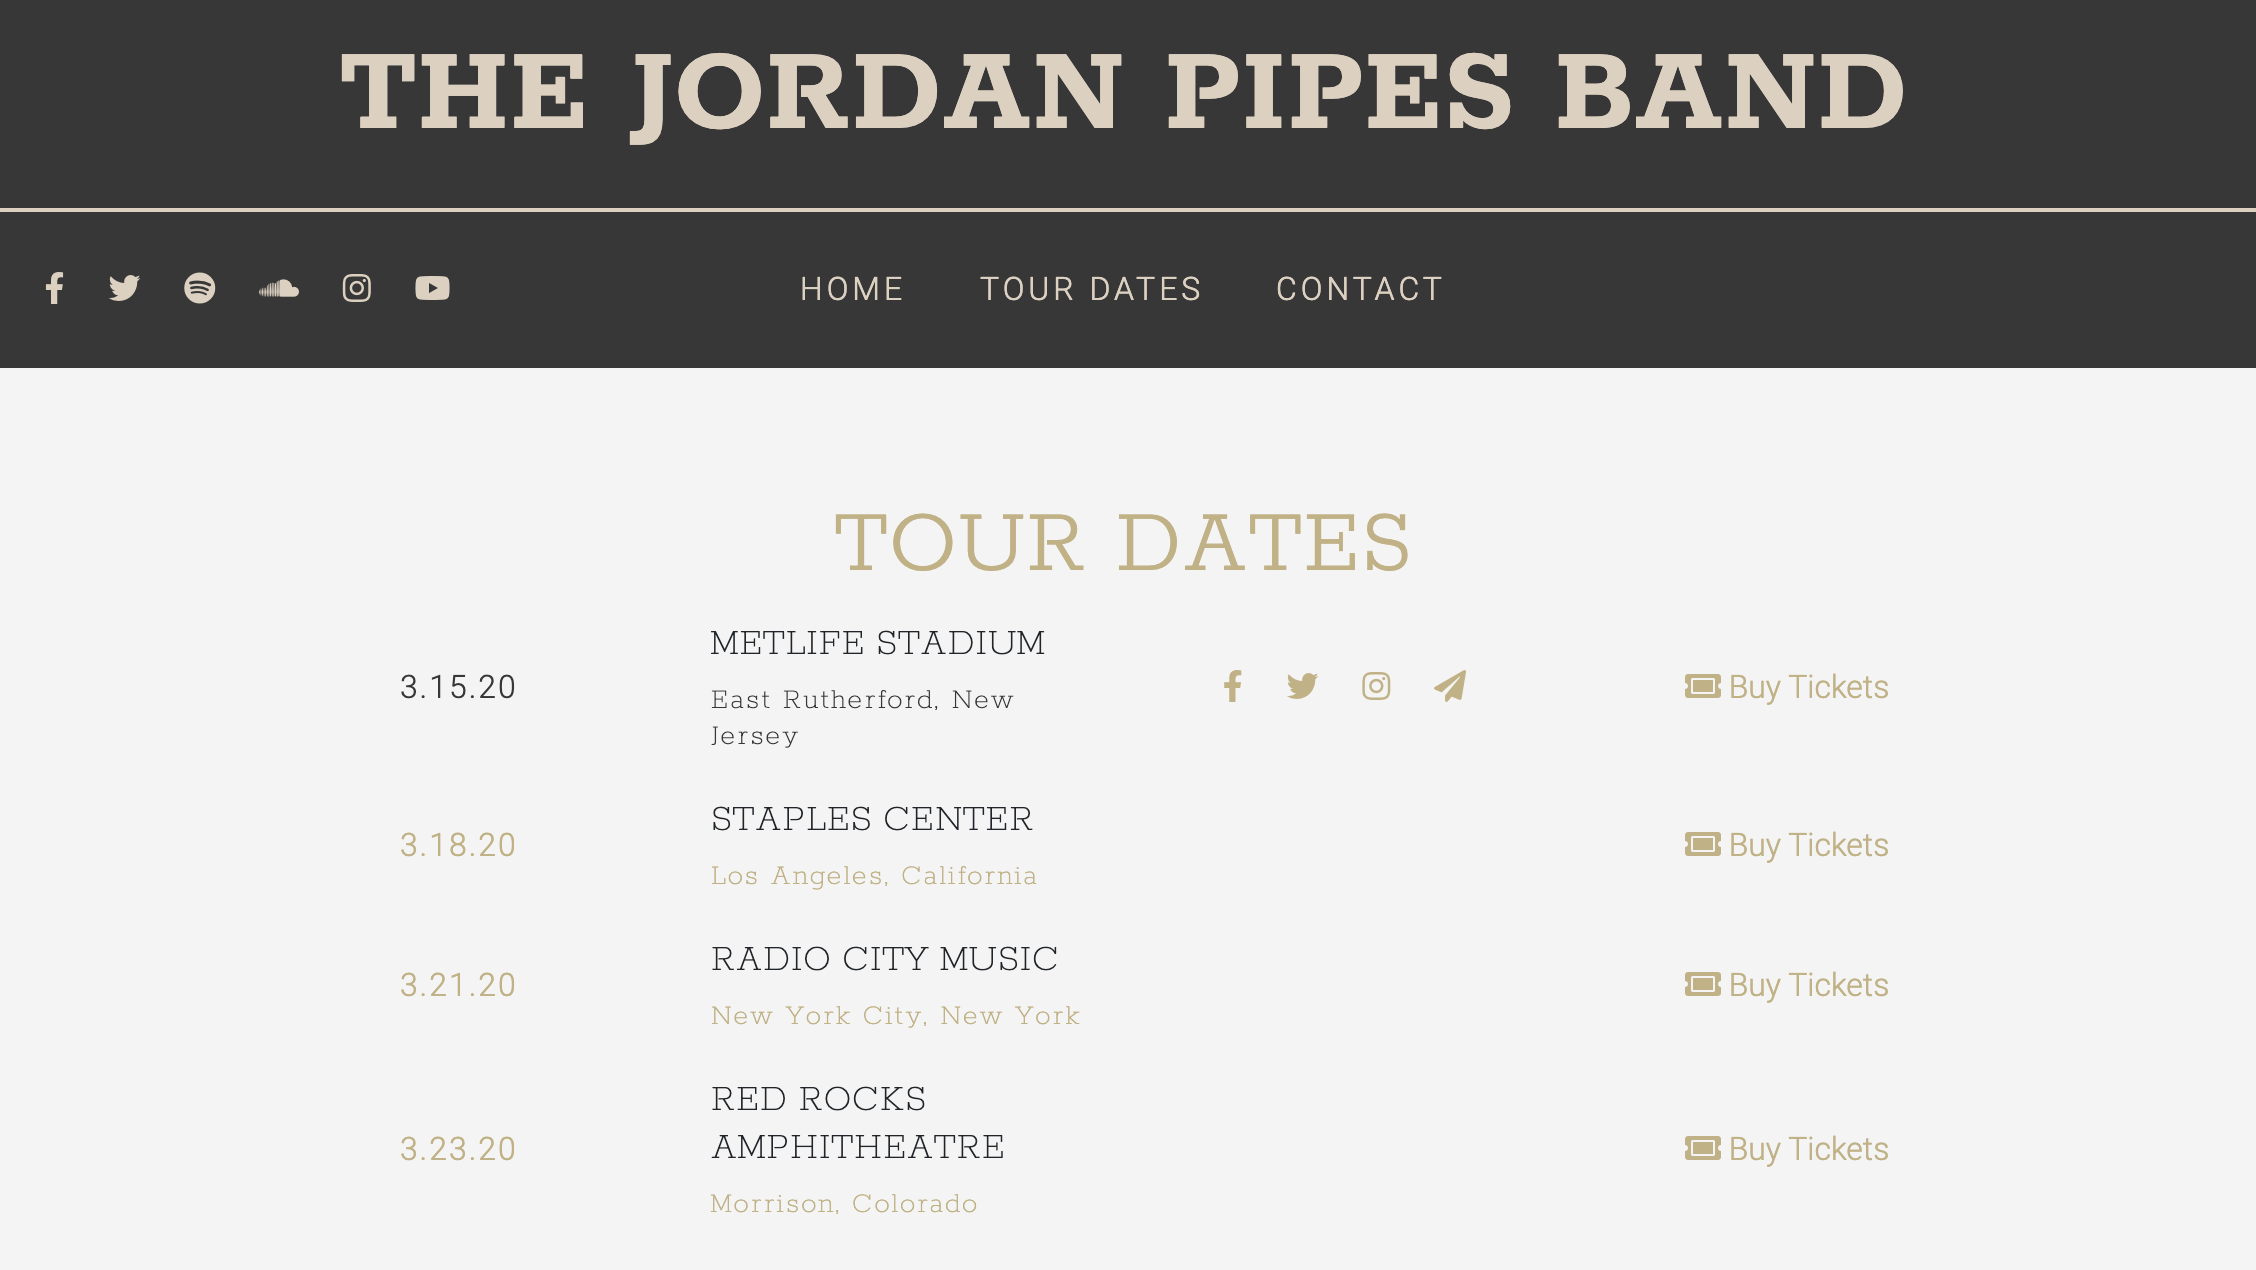 THE JORDAN PIPES BAND
HOME TOUR DATES CONTACT
TOUR DATES
METLIFE STADIUM
3.15.20
East Rutherford, New
Jersey
Buy Tickets
STAPLES CENTER
3.18.20
Los Angeles, California
Buy Tickets
RADIO CITY MUSIC
3.21.20
New York City, New York
Buy Tickets
RED ROCKS
AMPHITHEATRE
3.23.20
Morrison, Colorado
Buy Tickets